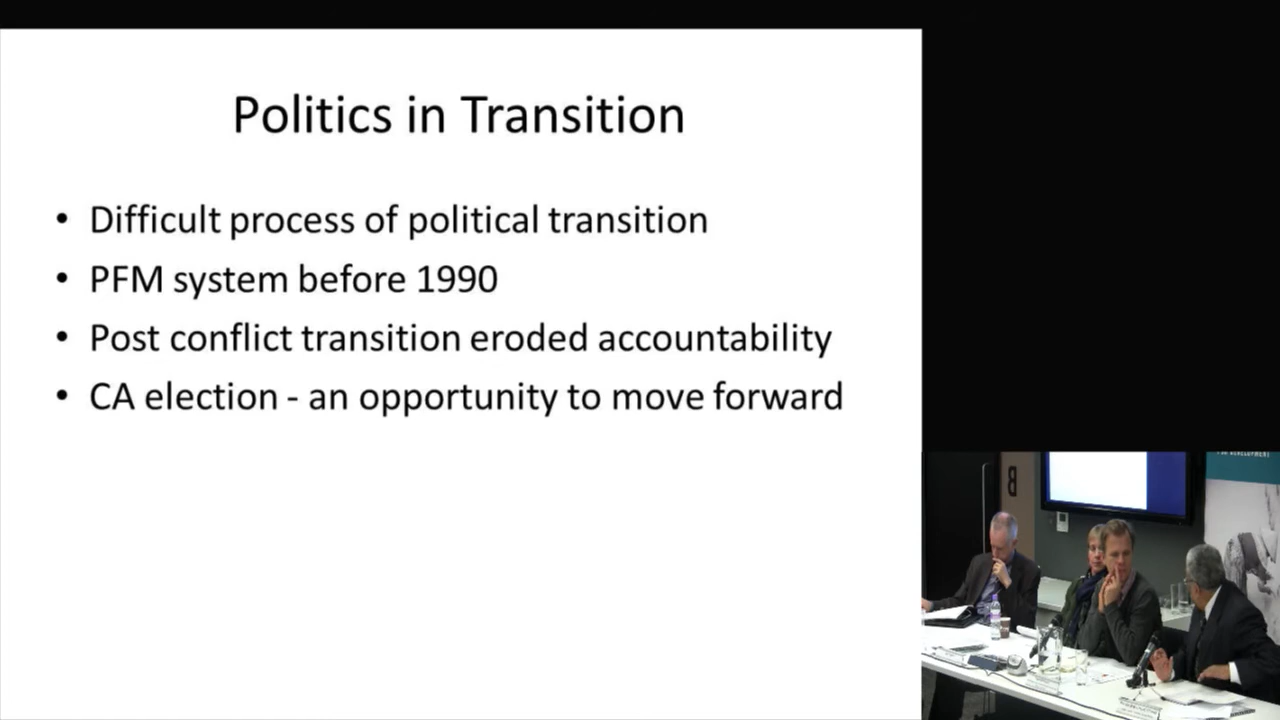 Politics in Transition
• Difficult process of political transition
• PFM system before 1990
• Post conflict transition eroded accountability
• CA election - an opportunity to move forward
B
DEVELOPMENT